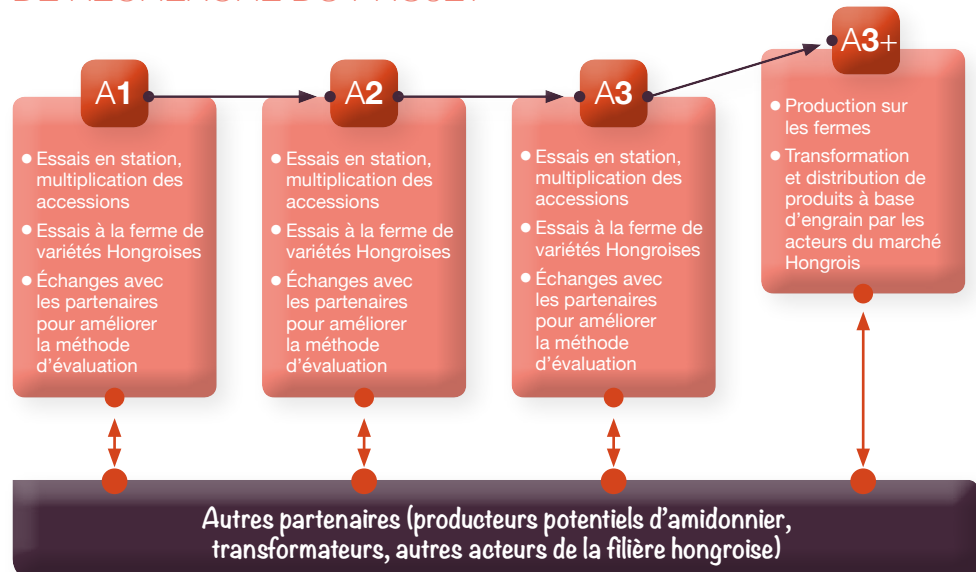 A1
• Essais en station,
multiplication des
accessions
• Essais à la ferme de
variétés Hongroises
• Échanges avec
les partenaires
pour améliorer
la méthode
d'évaluation
A2
• Essais en station,
multiplication des
accessions
• Essais à la ferme de
variétés Hongroises
• Échanges avec
les partenaires
pour améliorer
la méthode
d'évaluation
A3
• Essais en station,
multiplication des
accessions
• Essais à la ferme de
variétés Hongroises
• Échanges avec
les partenaires
pour améliorer
la méthode
d'évaluation
A3+
• Production sur
les fermes
• Transformation
et distribution de
produits à base
d'engrain par les
acteurs du marché
Hongrois
Autres partenaires (producteurs potentiels d'amidonnier,
transformateurs, autres acteurs de la filière hongroise)